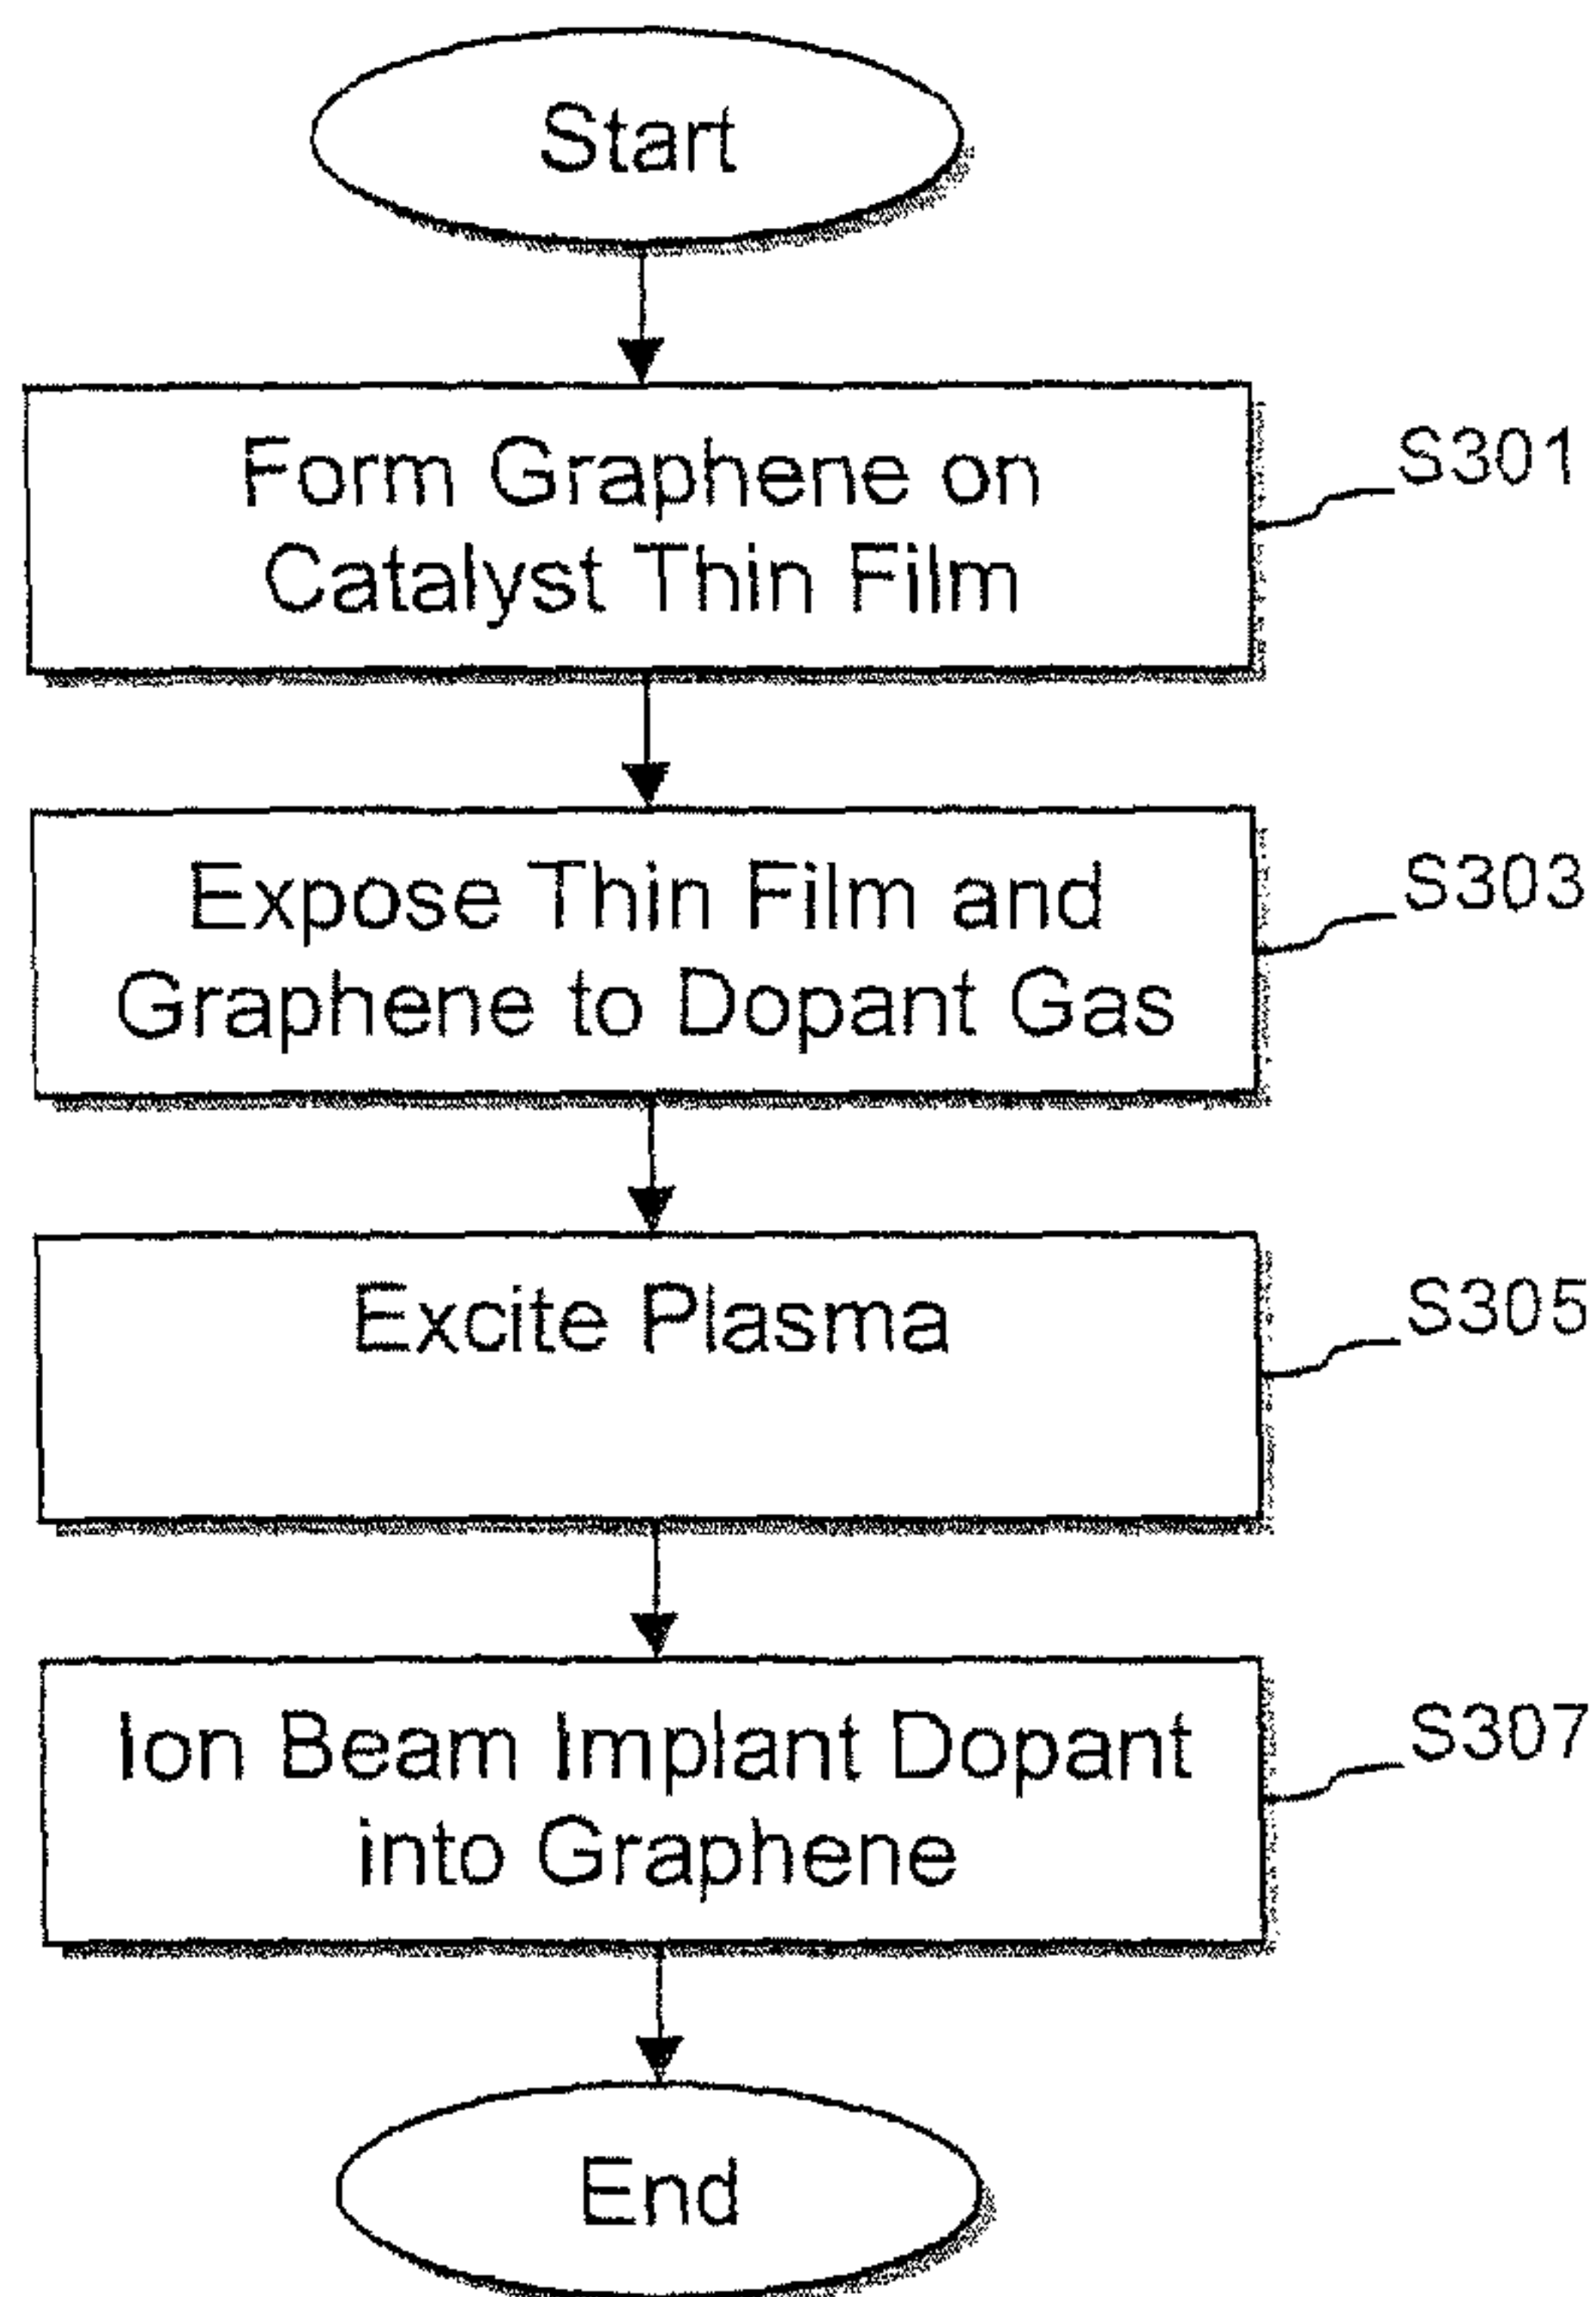 Start
Form Graphene on
Catalyst Thin Film
S301
Expose Thin Film and
Graphene to Dopant Gas
S303
Excite Plasma
S305
Ion Beam Implant Dopant
into Graphene
S307
End